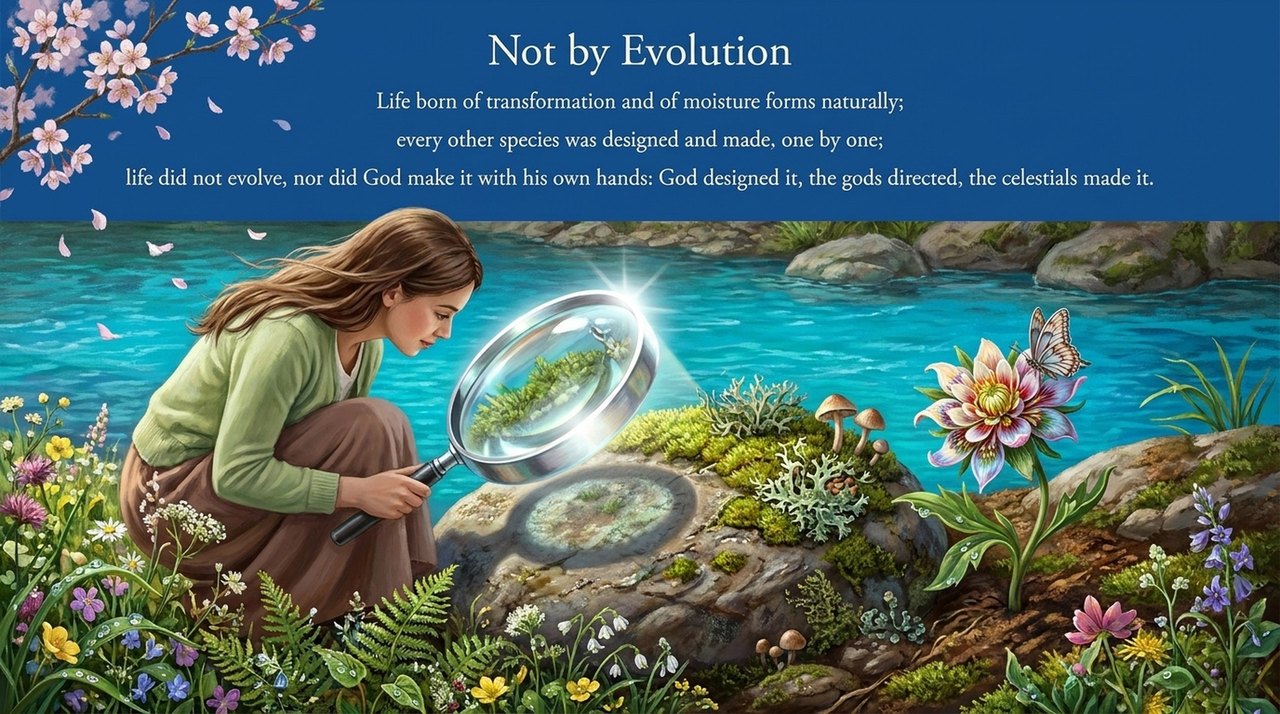 Not by Evolution
Life born of transformation and of moisture forms naturally;
every other species was designed and made, one by one;
life did not evolve, nor did God make it with his own hands: God designed it, the gods directed, the celestials made it.